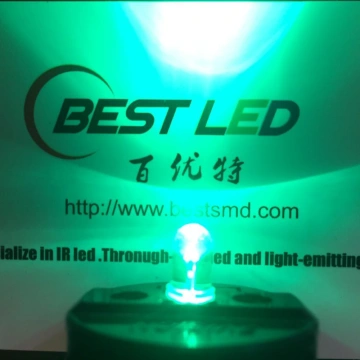 BEST LED
百优特
http://www.bestsmd.com
ialize in IR led .Thronugh- ed and light-emitting